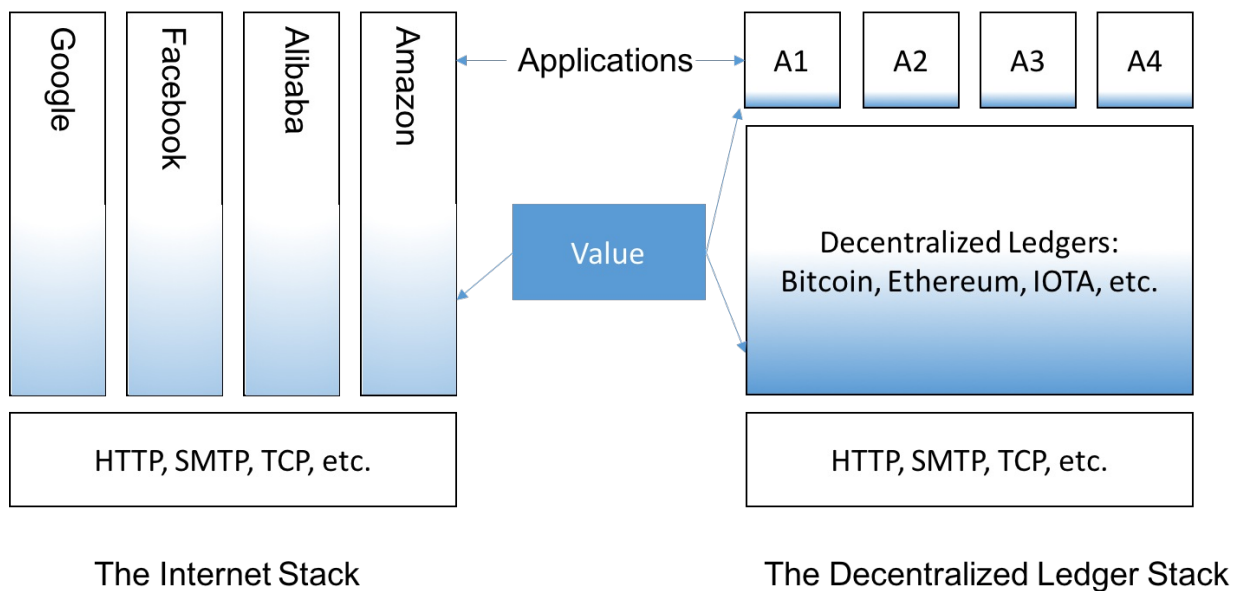 Google
Facebook
Alibaba
Amazon
Applications
A1
A2
A3
A4
Value
Decentralized Ledgers:
Bitcoin, Ethereum, IOTA, etc.
HTTP, SMTP, TCP, etc.
HTTP, SMTP, TCP, etc.
The Internet Stack
The Decentralized Ledger Stack